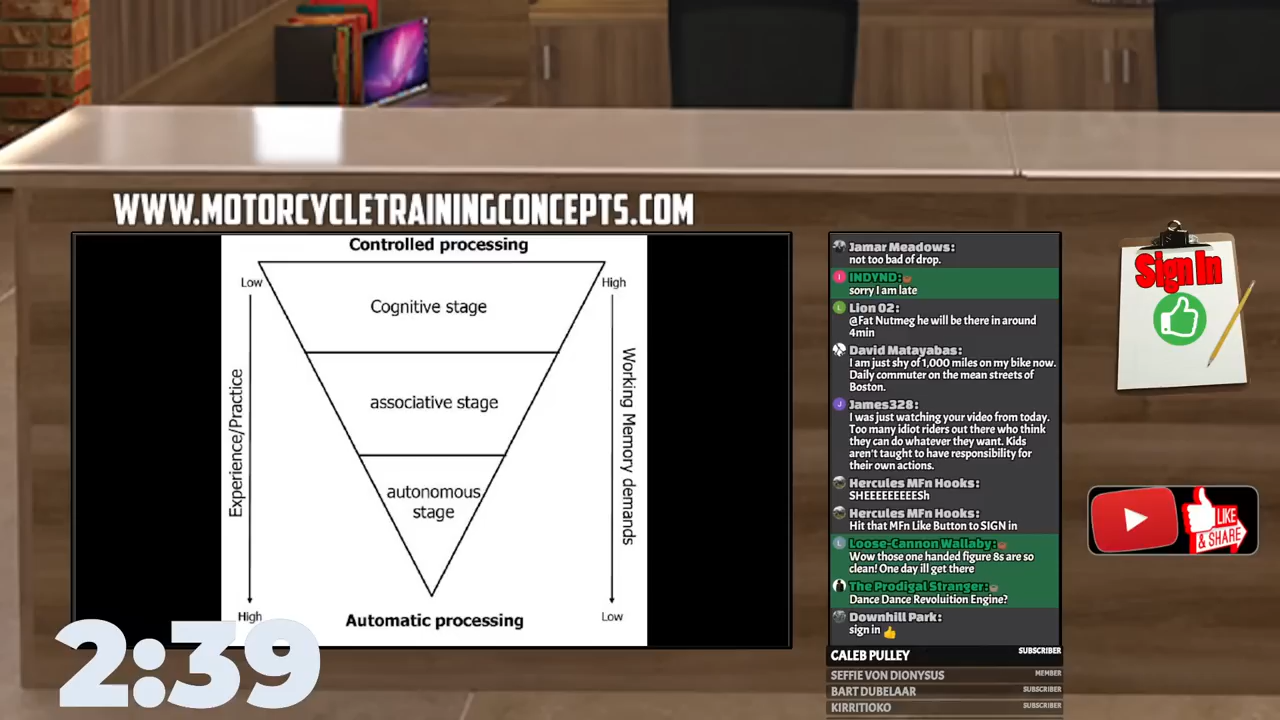 WWW.MOTORCYCLETRAININGCONCEPTS.COM
Controlled processing
Low
High
Cognitive stage
associative stage
autonomous
stage
Experience/Practice
Working Memory demands
High
Low
Automatic processing
2:39
Jamar Meadows:
not too bad of drop.
INDYND:
sorry I am late
Lion 02:
@Fat Nutmeg he will be there in around
4min
David Matayabas:
I am just shy of 1,000 miles on my bike now.
Daily commuter on the mean streets of
Boston.
James328:
I was just watching your video from today.
Too many idiot riders out there who think
they can do whatever they want. Kids
aren't taught to have responsibility for
their own actions.
Hercules MFn Hooks:
SHEEEEEEEEESh
Hercules MFn Hooks:
Hit that MFn Like Button to SIGN in
Loose-Cannon Wallaby:
Wow those one handed figure 8s are so
clean! One day ill get there
The Prodigal Stranger:
Dance Dance Revoluition Engine?
Downhill Park:
sign in
CALEB PULLEY SUBSCRIBER
SEFFIE VON DIONYSUS MEMBER
BART DUBELAAR SUBSCRIBER
KIRRITIOKO SUBSCRIBER
Sign In
LIKE
& SHARE